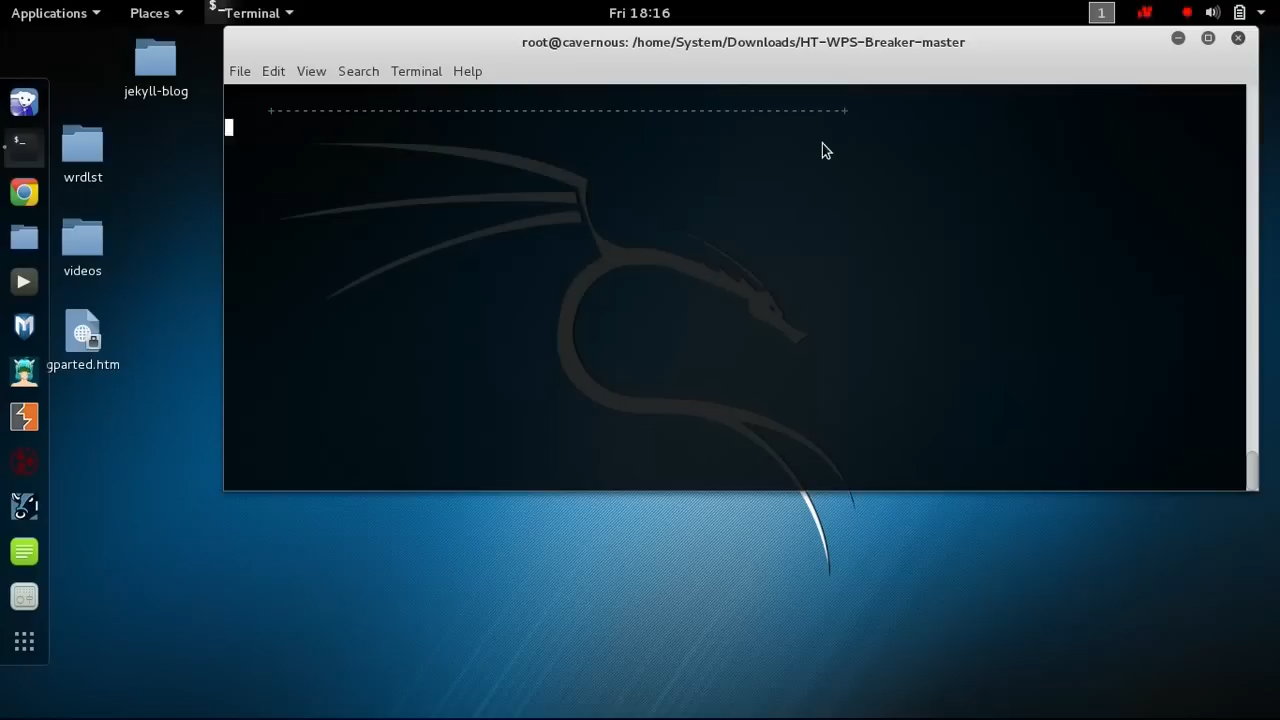 Applications Places Terminal Fri 18:16 1
root@cavernous: /home/System/Downloads/HT-WPS-Breaker-master
File Edit View Search Terminal Help
+--------------------------------------------------------------------------+
jekyll-blog
wrdlst
videos
gparted.htm